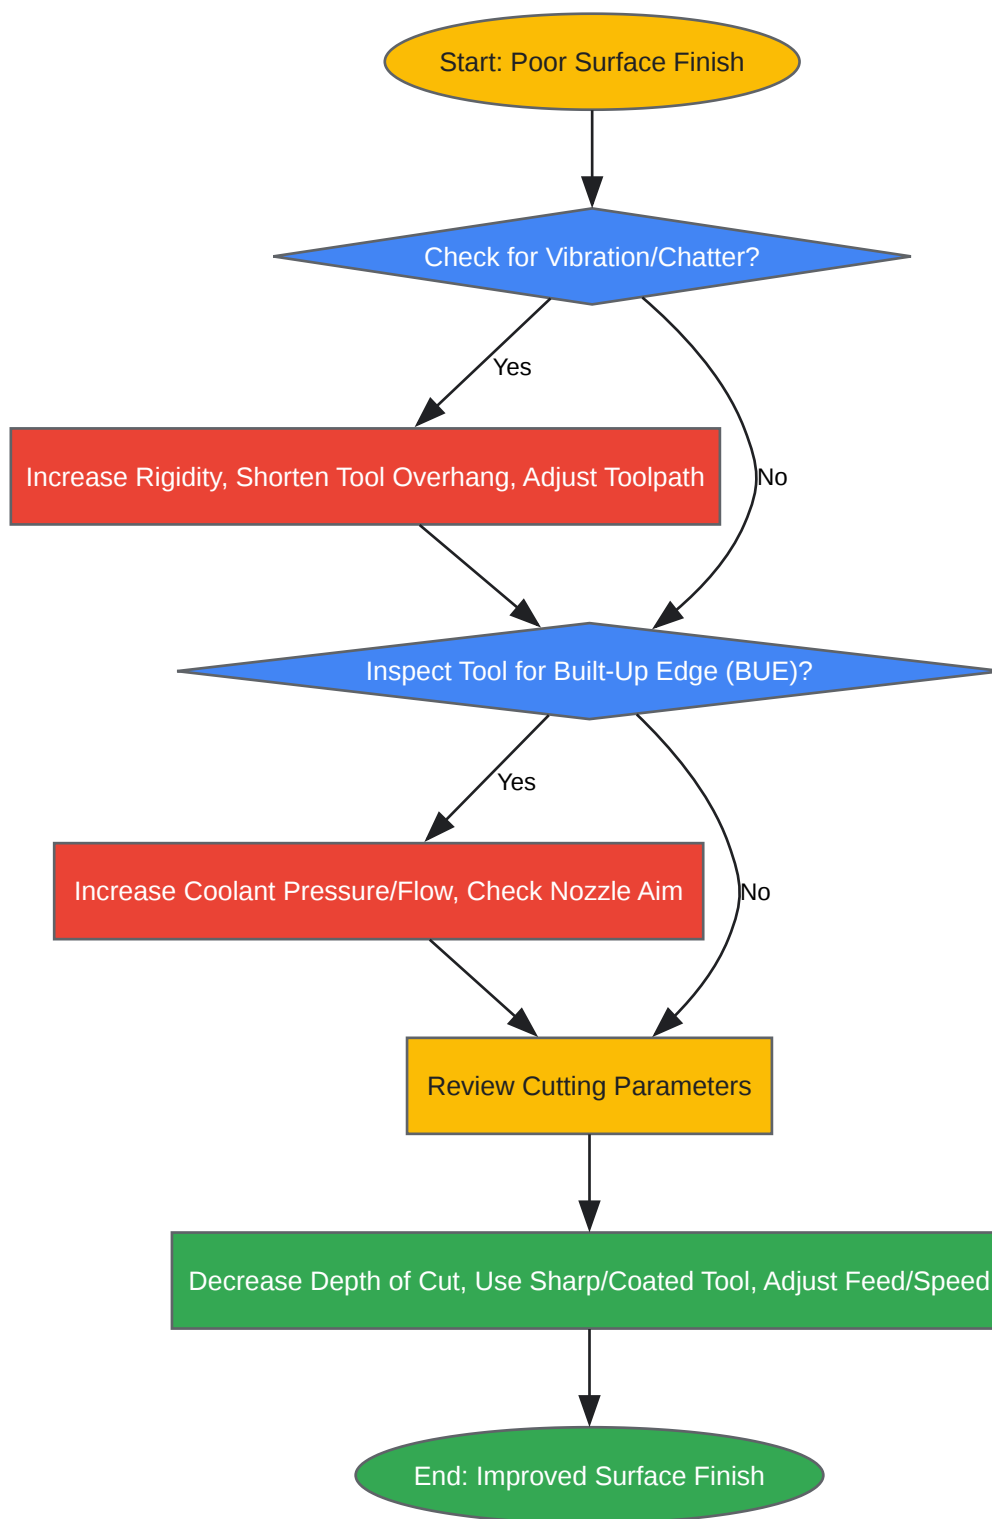 Start: Poor Surface Finish
Check for Vibration/Chatter?
Yes
Increase Rigidity, Shorten Tool Overhang, Adjust Toolpath
No
Inspect Tool for Built-Up Edge (BUE)?
Yes
Increase Coolant Pressure/Flow, Check Nozzle Aim
No
Review Cutting Parameters
Decrease Depth of Cut, Use Sharp/Coated Tool, Adjust Feed/Speed
End: Improved Surface Finish